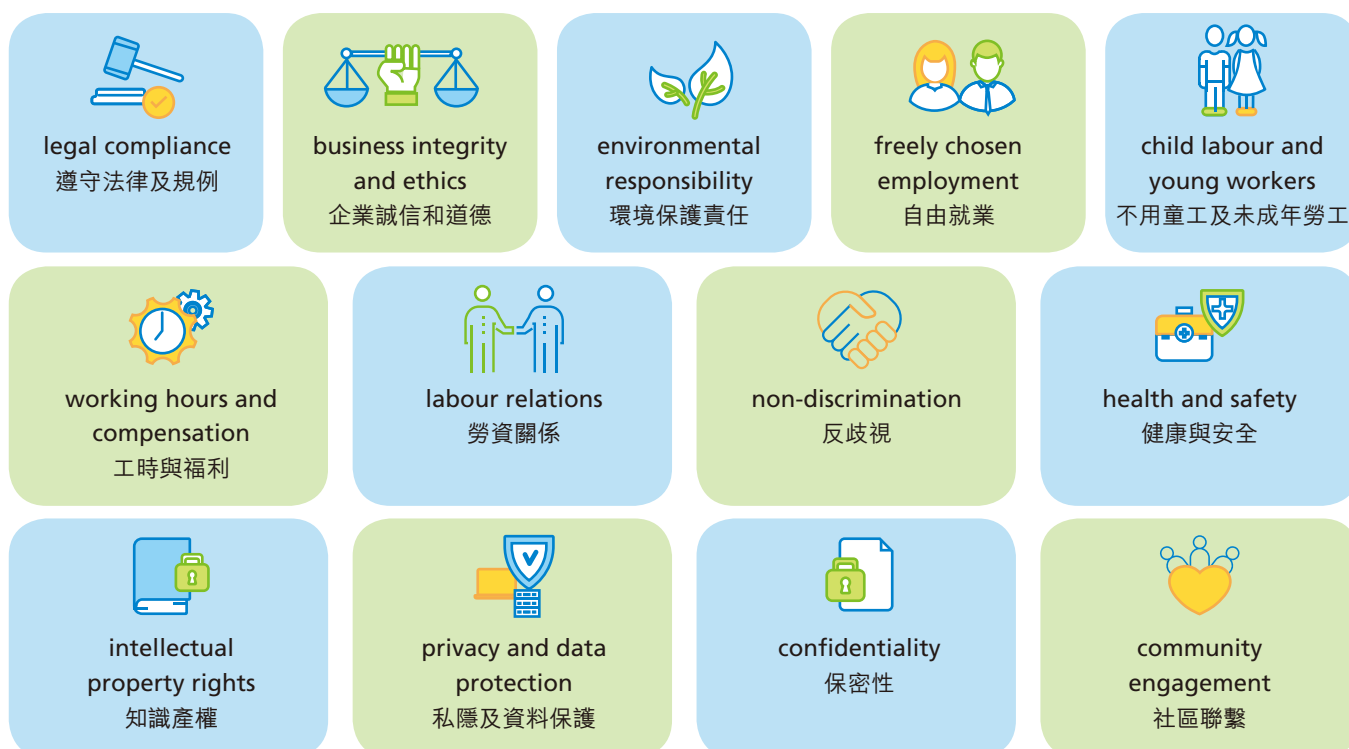 legal compliance
遵守法律及規例
business integrity
and ethics
企業誠信和道德
environmental
responsibility
環境保護責任
freely chosen
employment
自由就業
child labour and
young workers
不用童工及未成年勞工
working hours and
compensation
工時與福利
labour relations
勞資關係
non-discrimination
反歧視
health and safety
健康與安全
intellectual
property rights
知識產權
privacy and data
protection
私隱及資料保護
confidentiality
保密性
community
engagement
社區聯繫